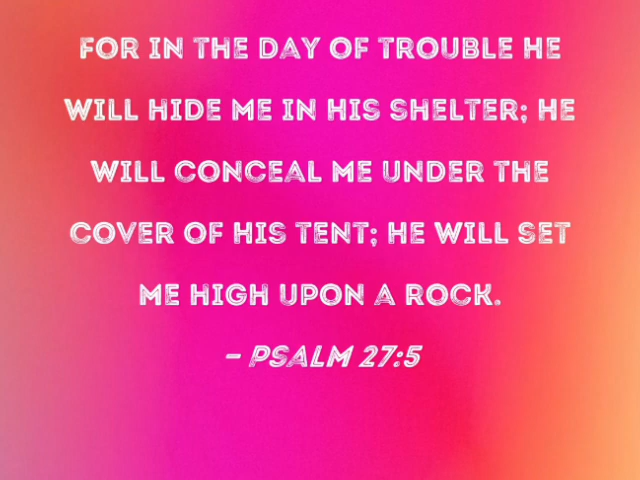 FOR IN THE DAY OF TROUBLE HE
WILL HIDE ME IN HIS SHELTER; HE
WILL CONCEAL ME UNDER THE
COVER OF HIS TENT; HE WILL SET
ME HIGH UPON A ROCK.
– PSALM 27:5